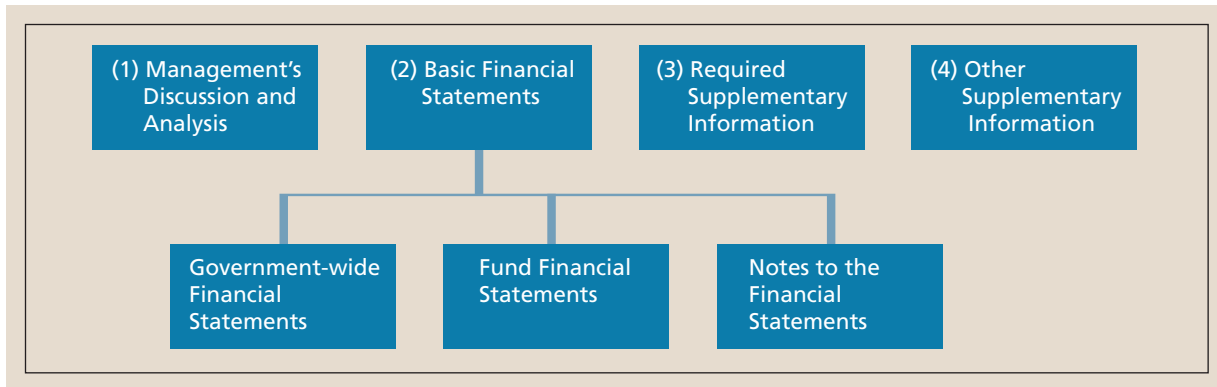 (1) Management's
Discussion and
Analysis
(2) Basic Financial
Statements
(3) Required
Supplementary
Information
(4) Other
Supplementary
Information
Government-wide
Financial
Statements
Fund Financial
Statements
Notes to the
Financial
Statements